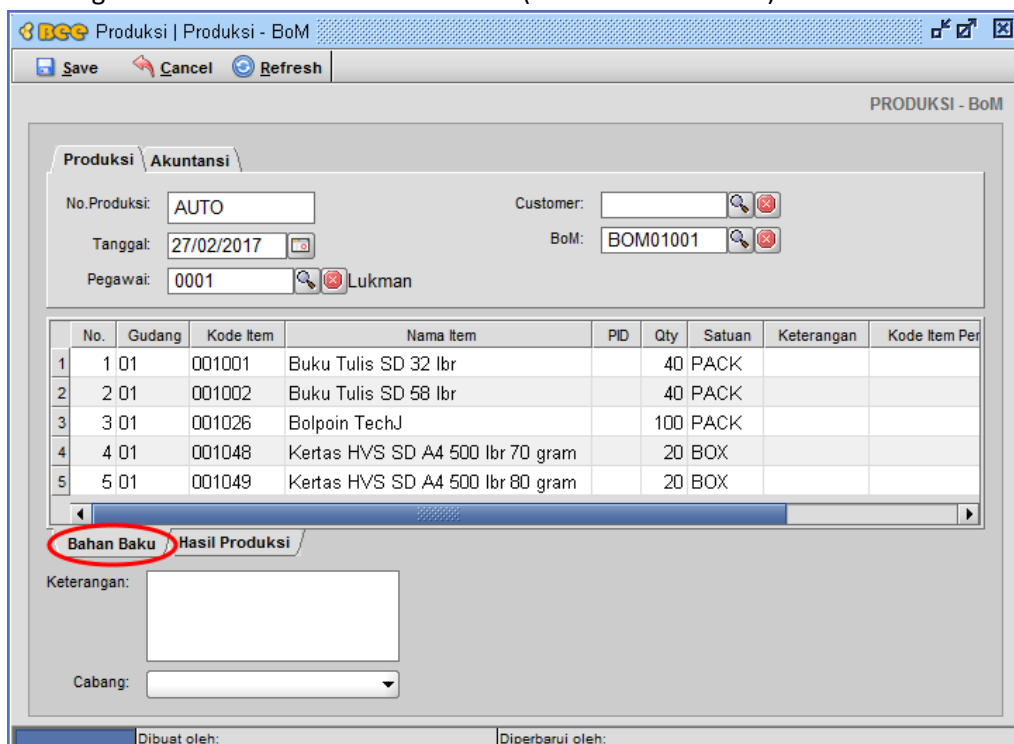 BEE Produksi | Produksi - BoM
Save Cancel Refresh
PRODUKSI - BoM
Produksi Akuntansi
No.Produksi: AUTO Customer:
Tanggal: 27/02/2017 BoM: BOM01001
Pegawai: 0001 Lukman
No. Gudang Kode Item Nama Item PID Qty Satuan Keterangan Kode Item Per
1 1 01 001001 Buku Tulis SD 32 lbr 40 PACK
2 2 01 001002 Buku Tulis SD 58 lbr 40 PACK
3 3 01 001026 Bolpoin TechJ 100 PACK
4 4 01 001048 Kertas HVS SD A4 500 lbr 70 gram 20 BOX
5 5 01 001049 Kertas HVS SD A4 500 lbr 80 gram 20 BOX
Bahan Baku Hasil Produksi
Keterangan:
Cabang:
Dibuat oleh: Diperbarui oleh: